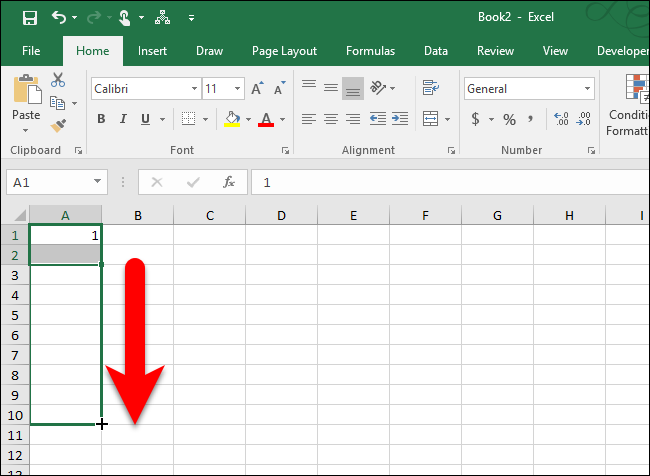 Book2 - Excel
File Home Insert Draw Page Layout Formulas Data Review View Developer
Paste
Calibri 11 A A
B I U A
General
$ % , .0 .00 .00 .0
Conditi
Formatt
Clipboard Font Alignment Number
A1 fx 1
A B C D E F G H I
1 1
2
3
4
5
6
7
8
9
10
11
12
13